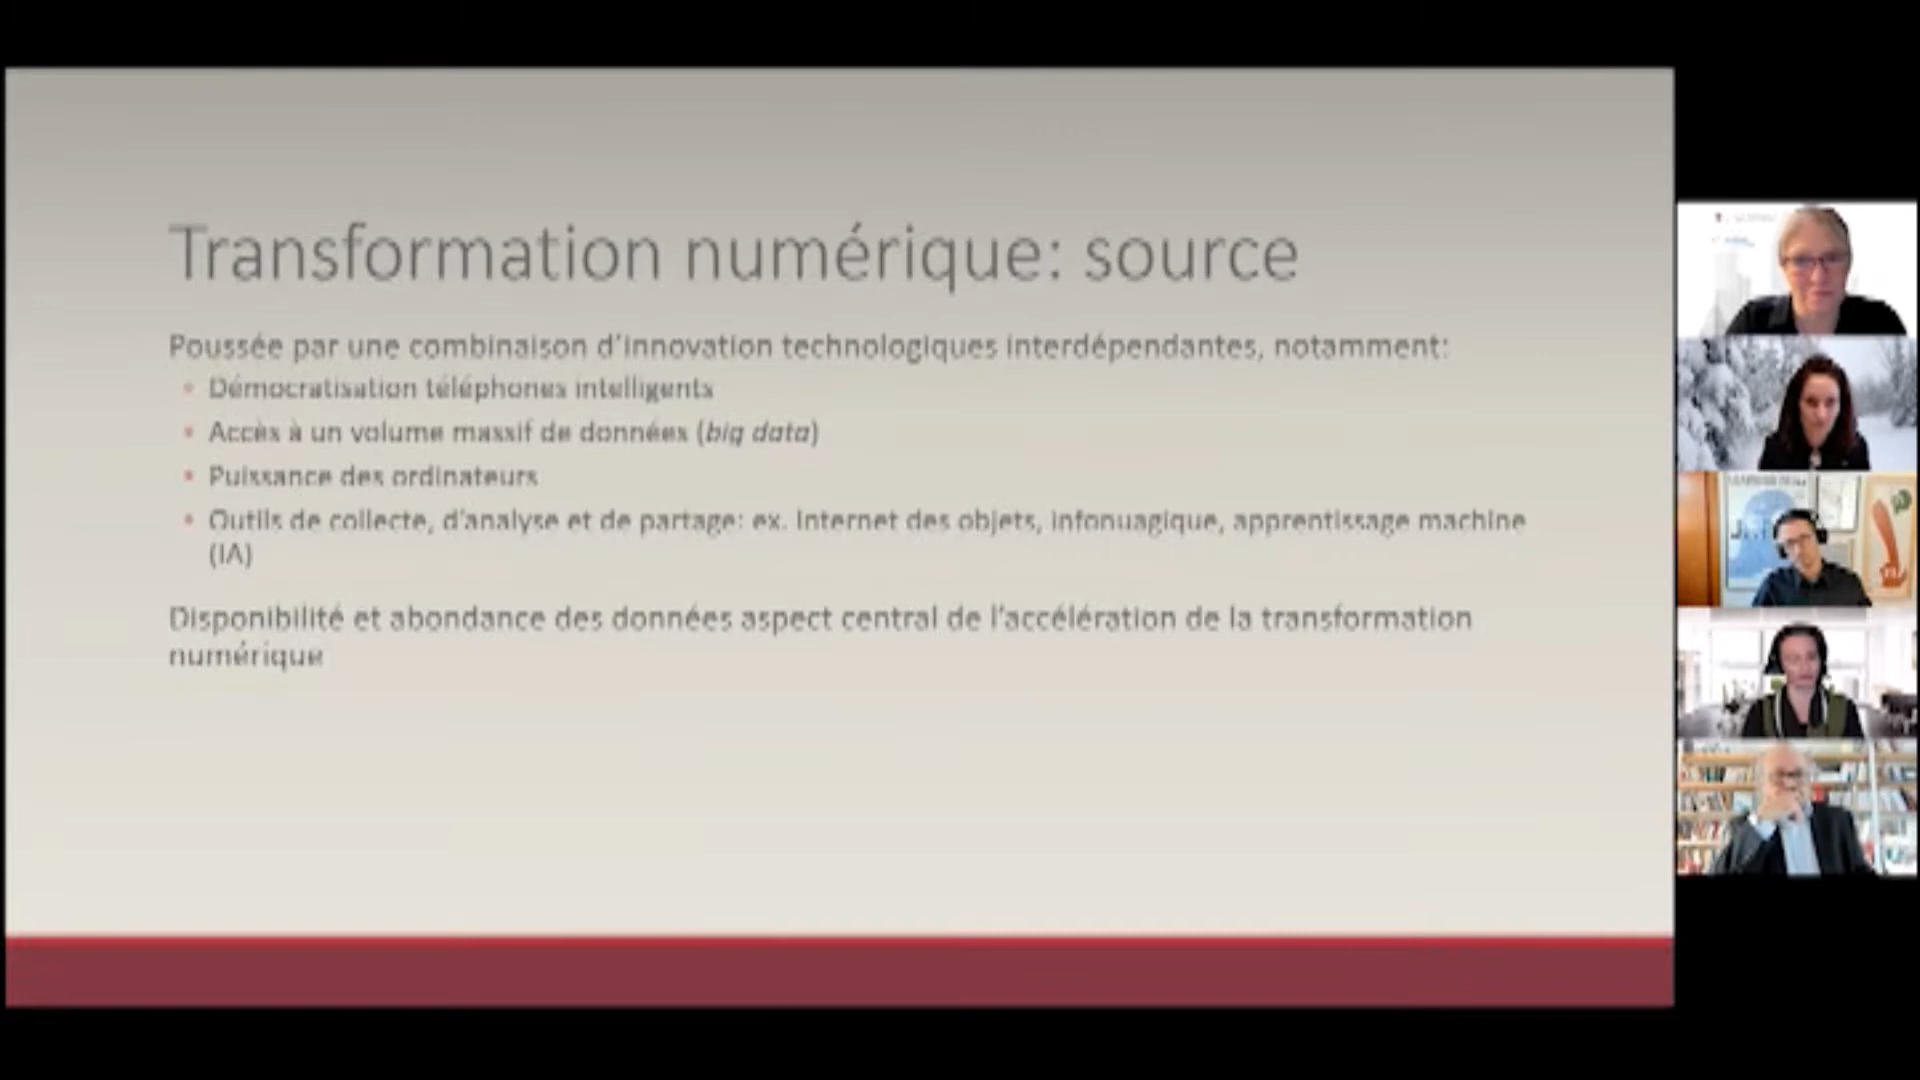 Transformation numérique: source
Poussée par une combinaison d'innovation technologiques interdépendantes, notamment:
Démocratisation téléphones intelligents
Accès à un volume massif de données (big data)
Puissance des ordinateurs
Outils de collecte, d'analyse et de partage: ex. Internet des objets, infonuagique, apprentissage machine
(IA)
Disponibilité et abondance des données aspect central de l'accélération de la transformation
numérique